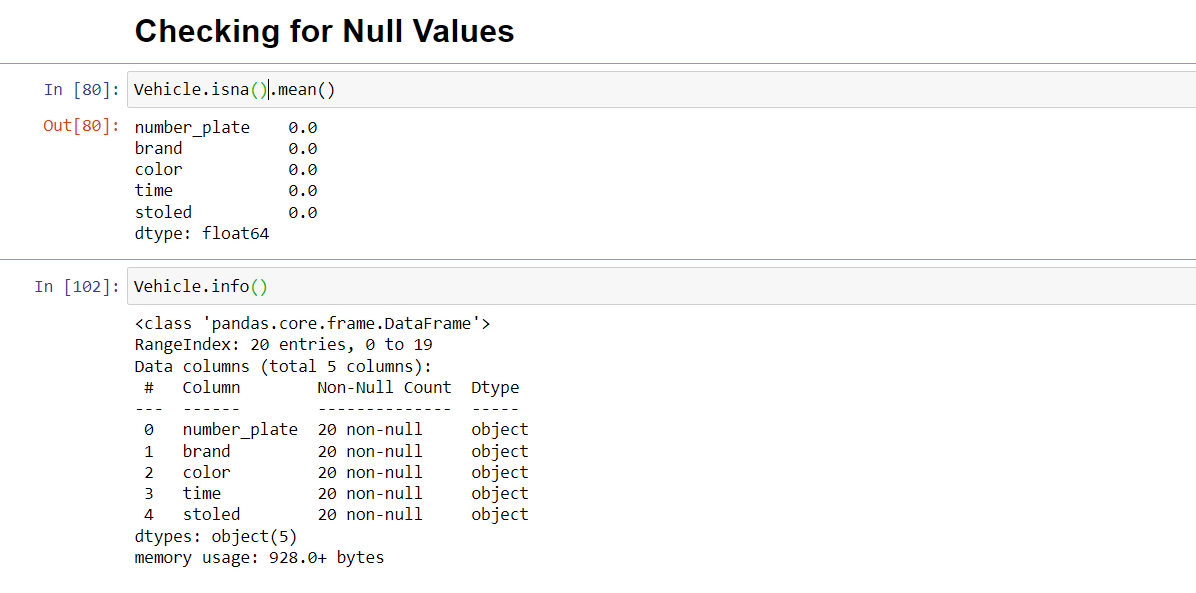 Checking for Null Values
In [80]: Vehicle.isna().mean()
Out[80]: number_plate    0.0
brand           0.0
color           0.0
time            0.0
stoled          0.0
dtype: float64
In [102]: Vehicle.info()
<class 'pandas.core.frame.DataFrame'>
RangeIndex: 20 entries, 0 to 19
Data columns (total 5 columns):
 #   Column        Non-Null Count  Dtype
---  ------        --------------  -----
 0   number_plate  20 non-null     object
 1   brand         20 non-null     object
 2   color         20 non-null     object
 3   time          20 non-null     object
 4   stoled        20 non-null     object
dtypes: object(5)
memory usage: 928.0+ bytes